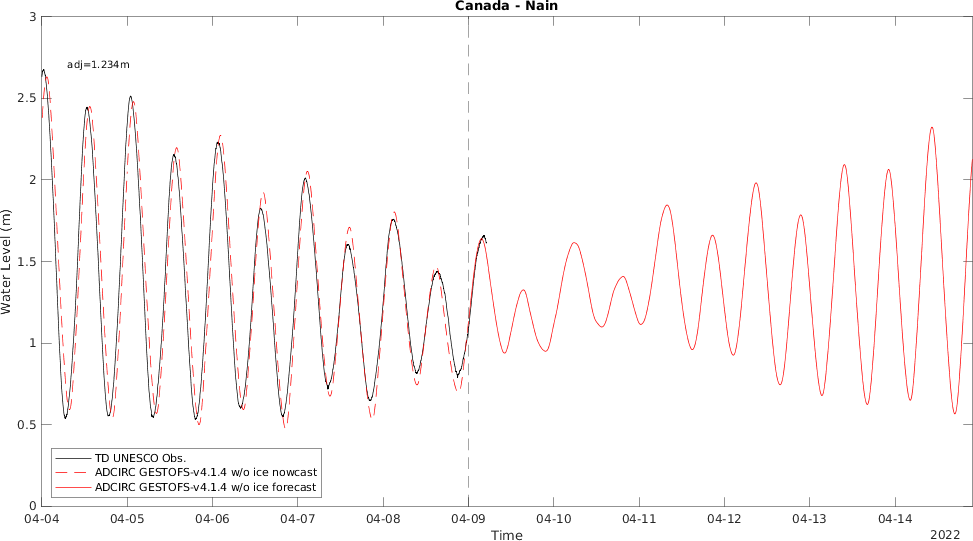 Canada - Nain
3
adj=1.234m
2.5
2
Water Level (m)
1.5
1
0.5
TD UNESCO Obs.
ADCIRC GESTOFS-v4.1.4 w/o ice nowcast
ADCIRC GESTOFS-v4.1.4 w/o ice forecast
0
04-04 04-05 04-06 04-07 04-08 04-09 04-10 04-11 04-12 04-13 04-14
Time
2022